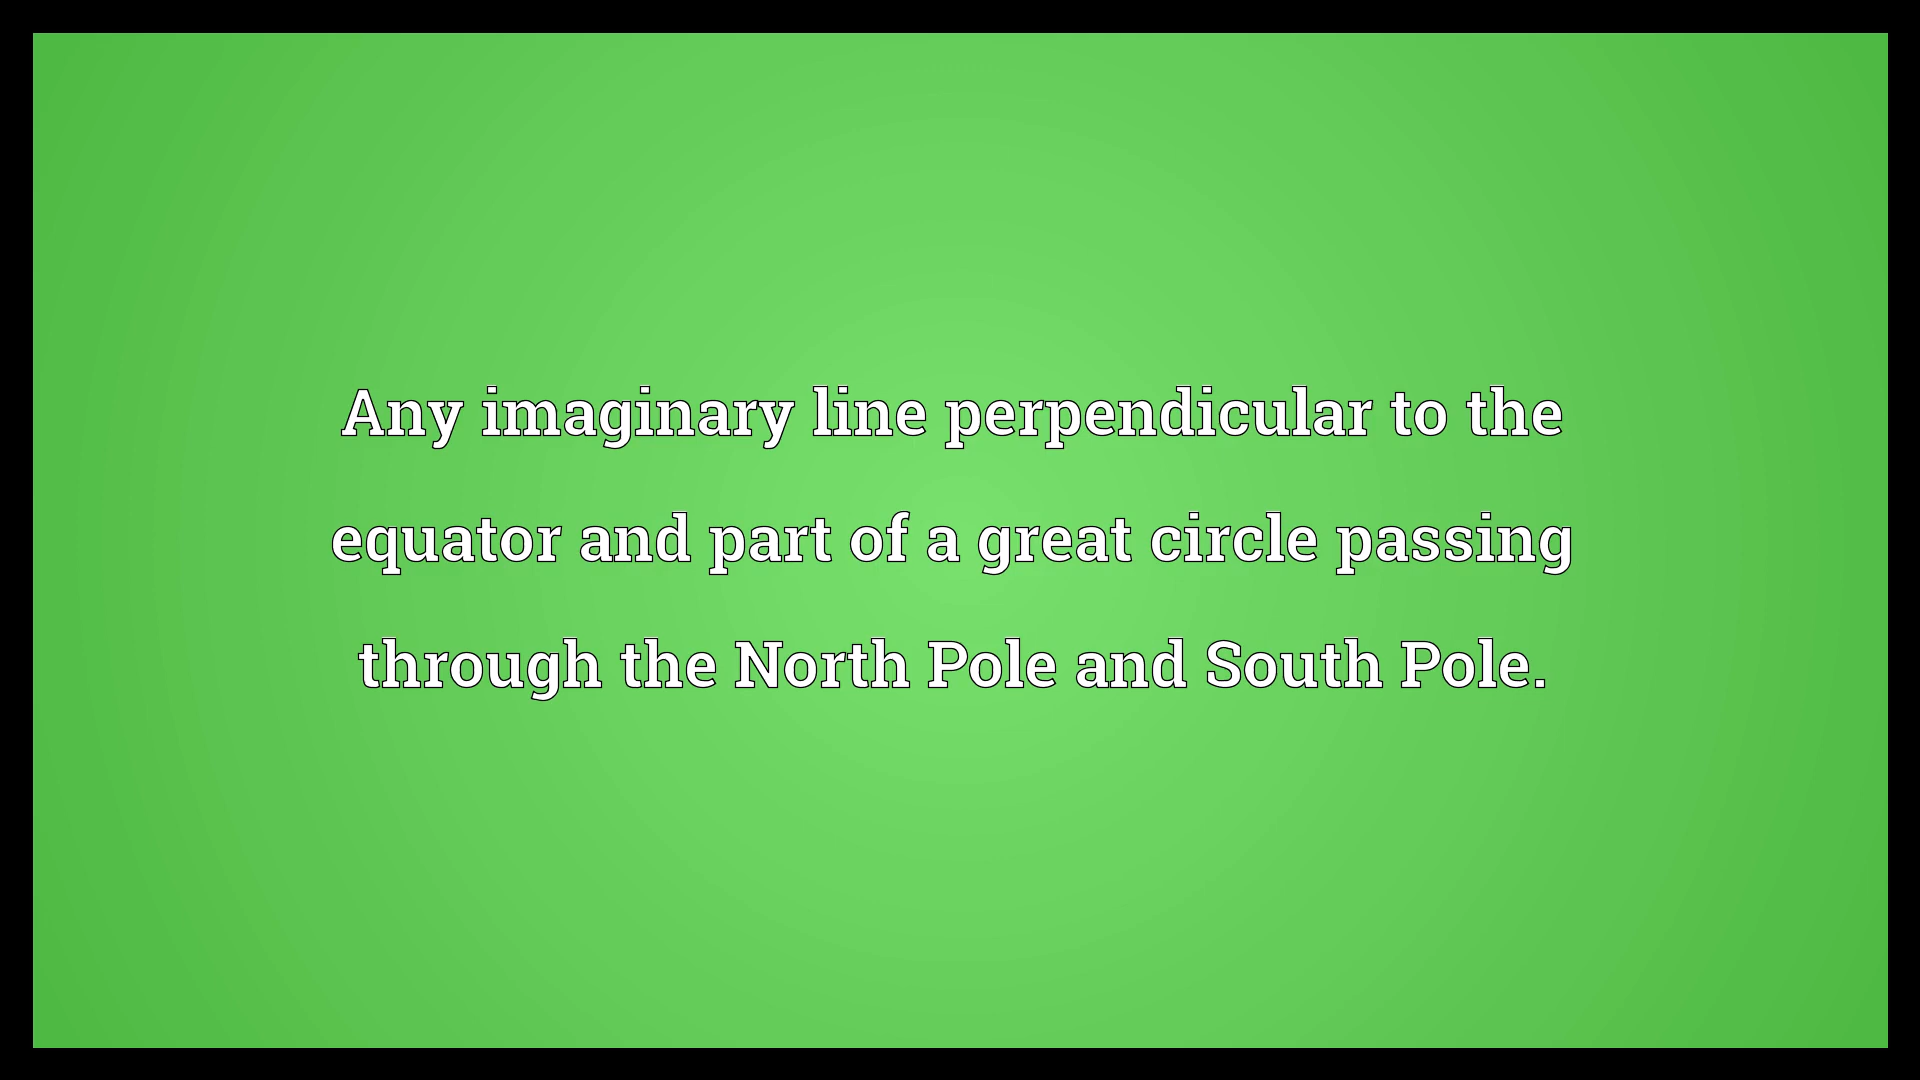 Any imaginary line perpendicular to the
equator and part of a great circle passing
through the North Pole and South Pole.